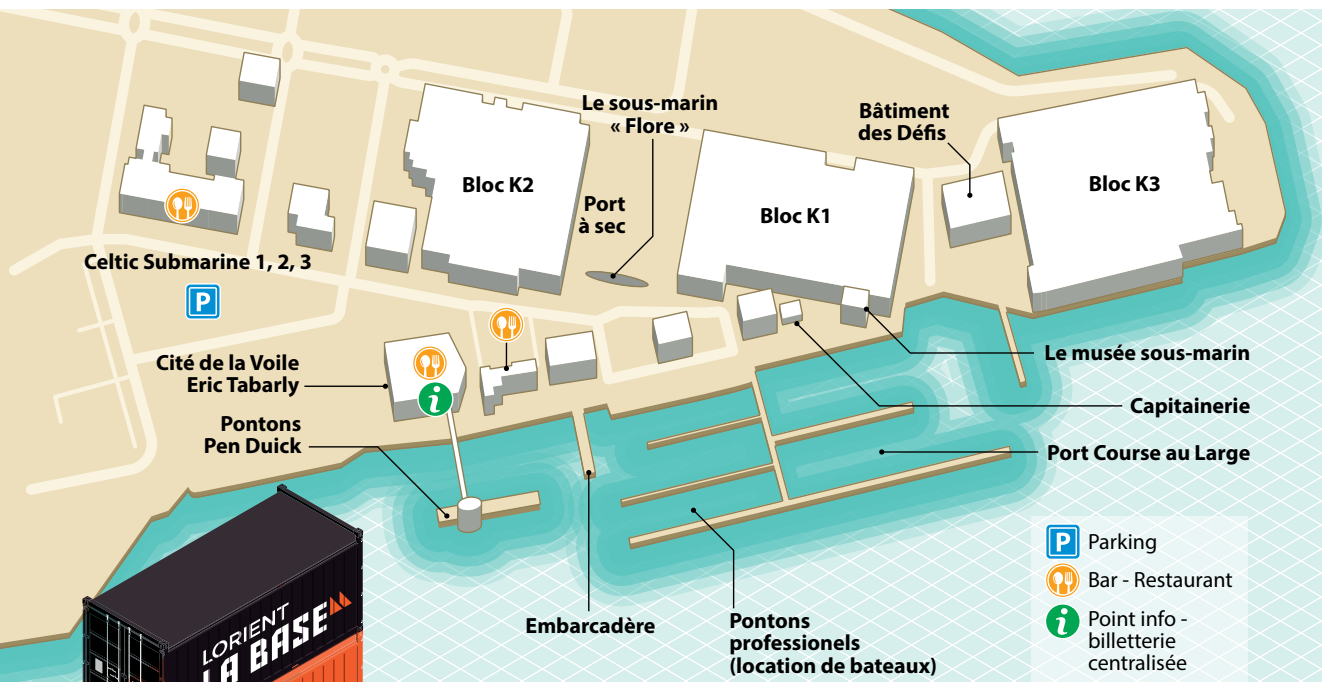 Le sous-marin
« Flore »
Bâtiment
des Défis
Bloc K2
Port
à sec
Bloc K1
Bloc K3
Celtic Submarine 1, 2, 3
P
Cité de la Voile
Eric Tabarly
i
Le musée sous-marin
Capitainerie
Pontons
Pen Duick
Port Course au Large
Embarcadère
Pontons
professionels
(location de bateaux)
P Parking
Bar - Restaurant
i Point info -
billetterie
centralisée
LORIENT
LA BASE